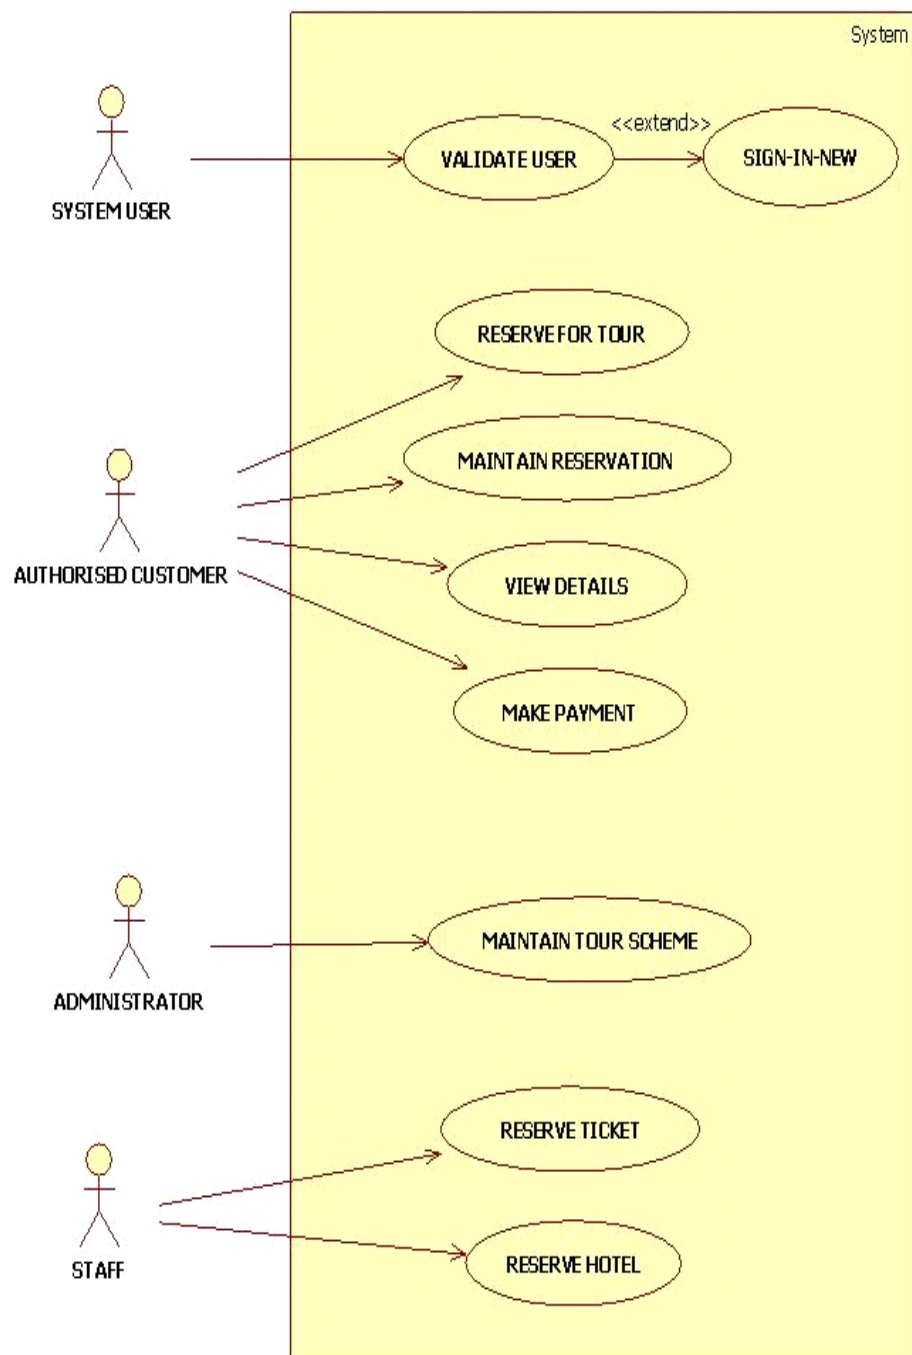 System
<<extend>>
VALIDATE USER
SIGN-IN-NEW
SYSTEM USER
RESERVE FOR TOUR
MAINTAIN RESERVATION
AUTHORISED CUSTOMER
VIEW DETAILS
MAKE PAYMENT
MAINTAIN TOUR SCHEME
ADMINISTRATOR
RESERVE TICKET
RESERVE HOTEL
STAFF